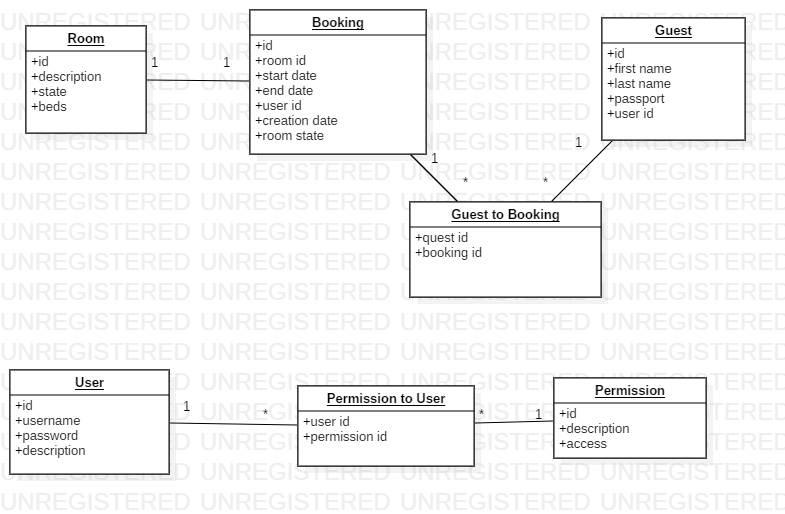 Room
+id
+description
+state
+beds
1
1
Booking
+id
+room id
+start date
+end date
+user id
+creation date
+room state
Guest
+id
+first name
+last name
+passport
+user id
1
*
1
*
Guest to Booking
+quest id
+booking id
User
+id
+username
+password
+description
1
*
Permission to User
+user id
+permission id
*
1
Permission
+id
+description
+access
UNREGISTERED